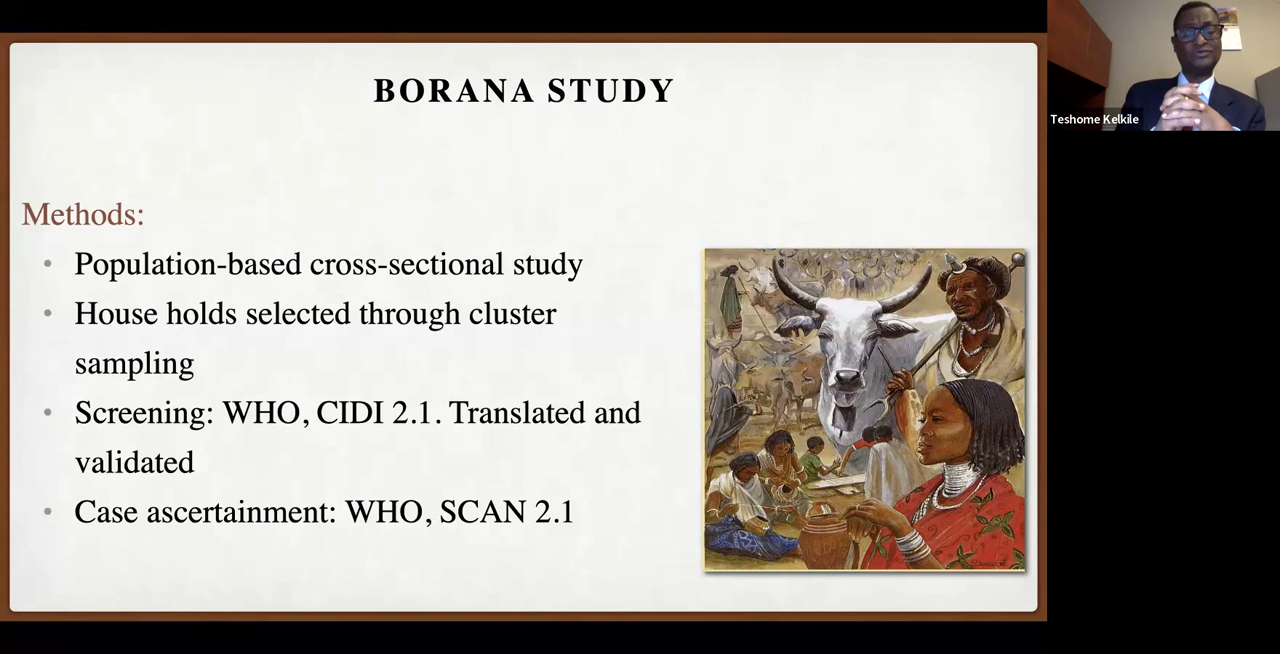 BORANA STUDY
Teshome Kelkile
Methods:
• Population-based cross-sectional study
• House holds selected through cluster
sampling
• Screening: WHO, CIDI 2.1. Translated and
validated
• Case ascertainment: WHO, SCAN 2.1